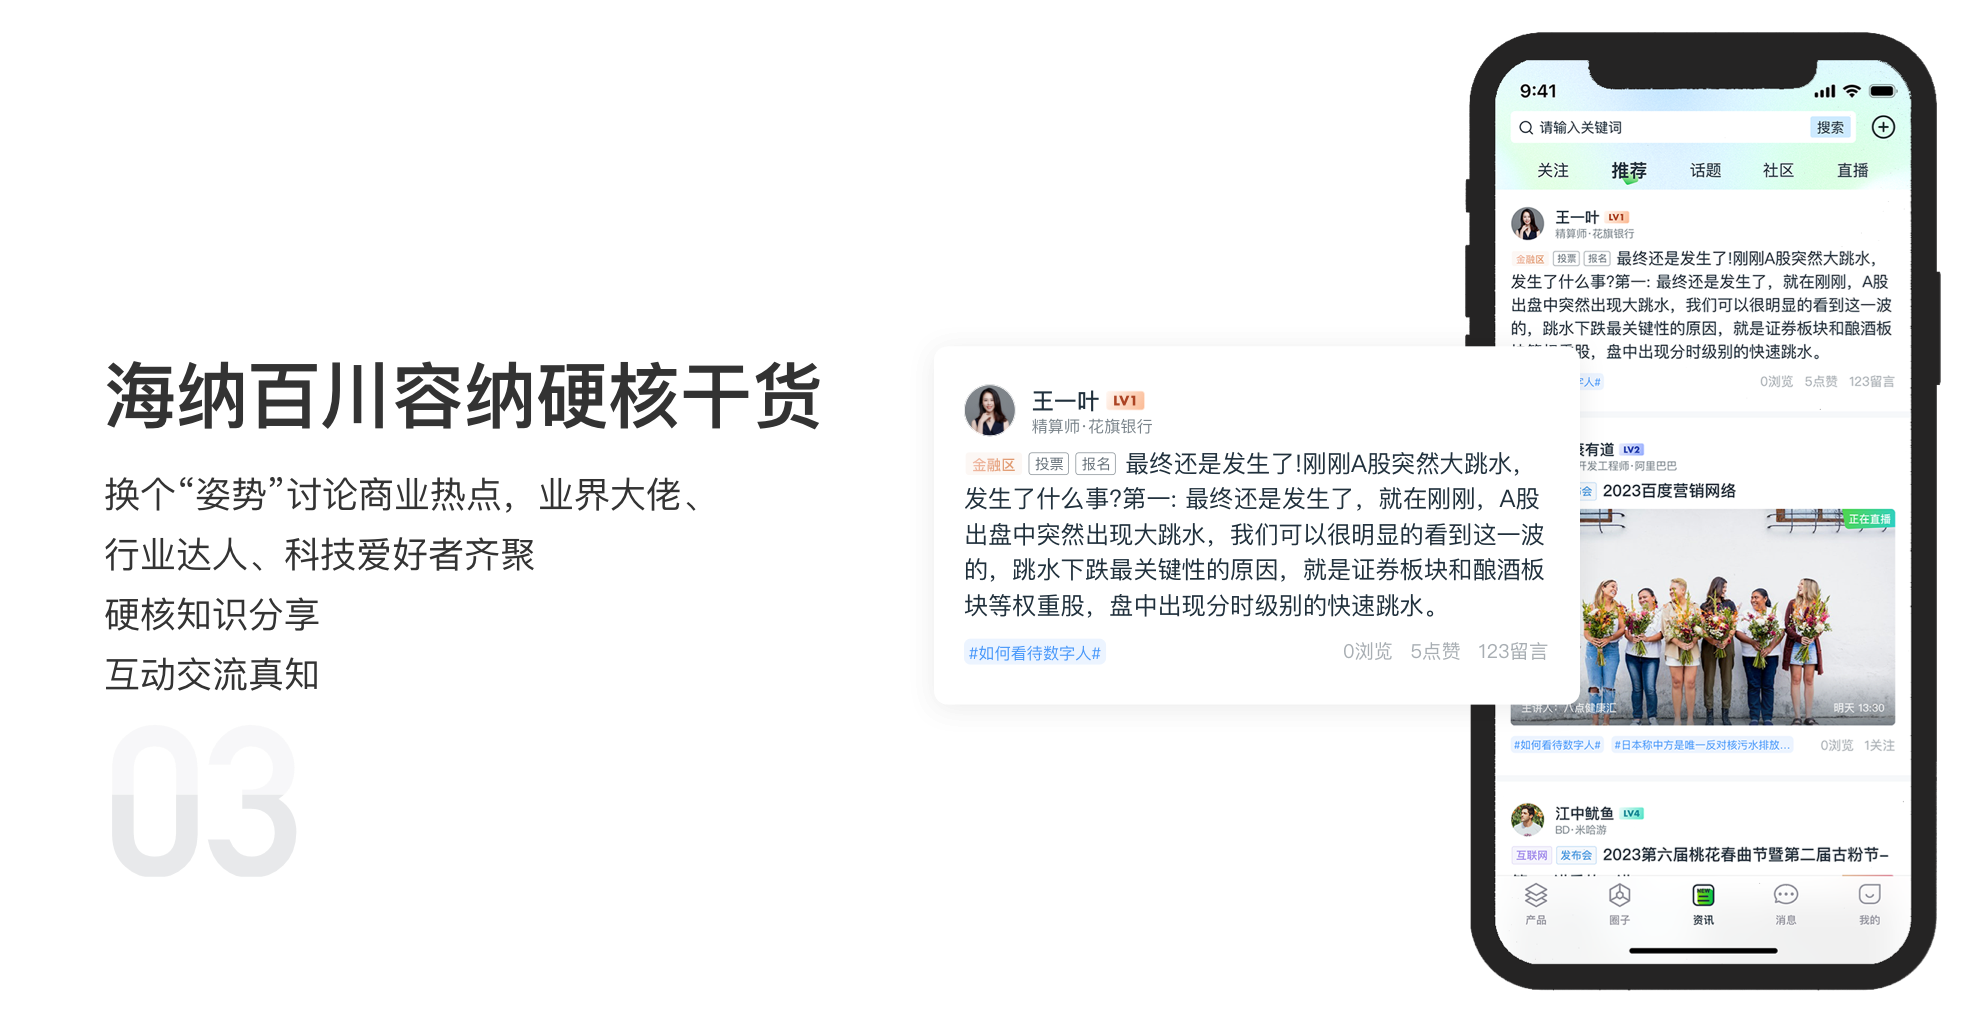 海纳百川容纳硬核干货
换个“姿势”讨论商业热点，业界大佬、
行业达人、科技爱好者齐聚
硬核知识分享
互动交流真知
03
王一叶 LV1
精算师·花旗银行
金融区 投票 报名 最终还是发生了!刚刚A股突然大跳水，
发生了什么事?第一: 最终还是发生了，就在刚刚，A股
出盘中突然出现大跳水，我们可以很明显的看到这一波
的，跳水下跌最关键性的原因，就是证券板块和酿酒板
块等权重股，盘中出现分时级别的快速跳水。
#如何看待数字人# 0浏览 5点赞 123留言
9:41
请输入关键词 搜索
关注 推荐 话题 社区 直播
王一叶 LV1
精算师·花旗银行
金融区 投票 报名 最终还是发生了!刚刚A股突然大跳水，
发生了什么事?第一: 最终还是发生了，就在刚刚，A股
出盘中突然出现大跳水，我们可以很明显的看到这一波
的，跳水下跌最关键性的原因，就是证券板块和酿酒板
股，盘中出现分时级别的快速跳水。
人# 0浏览 5点赞 123留言
有道 LV2
开发工程师·阿里巴巴
会 2023百度营销网络
正在直播
主讲人：八点健康汇 明天 13:30
#如何看待数字人# #日本称中方是唯一反对核污水排放... 0浏览 1关注
江中鱿鱼 LV4
BD·米哈游
互联网 发布会 2023第六届桃花春曲节暨第二届古粉节-
NEW
产品 圈子 资讯 消息 我的